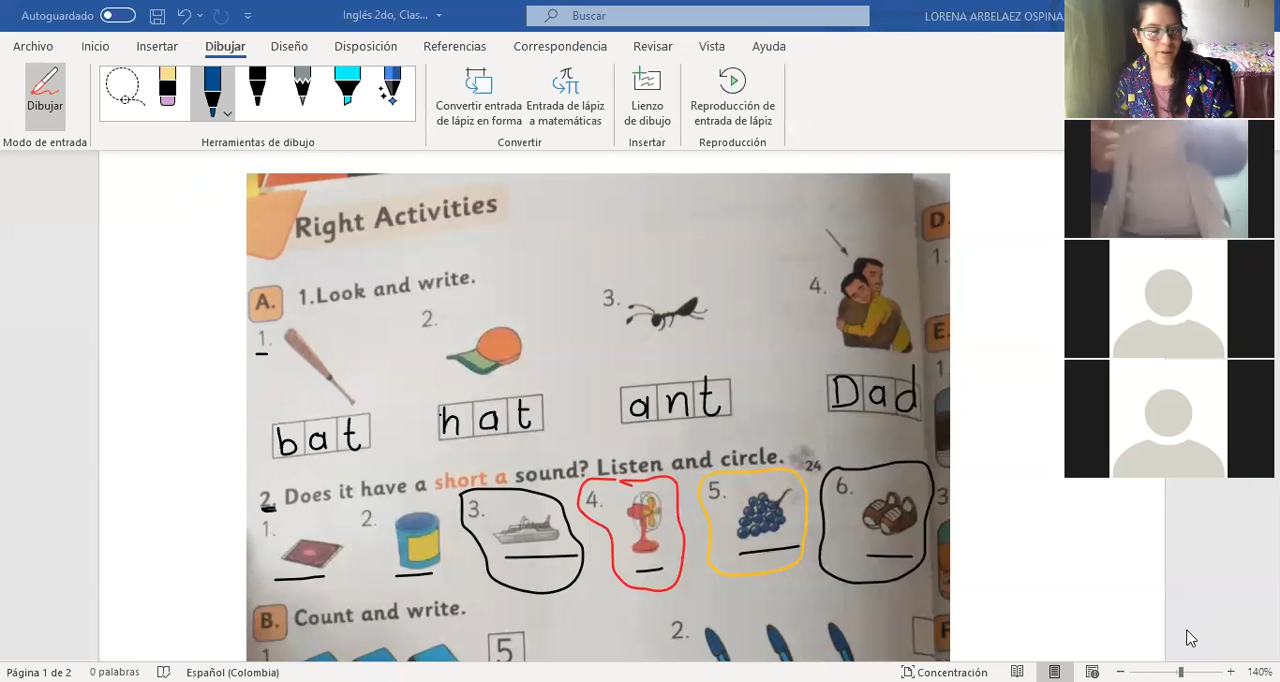 Autoguardado
Inglés 2do, Clas...
Buscar
LORENA ARBELAEZ OSPINA
Archivo Inicio Insertar Dibujar Diseño Disposición Referencias Correspondencia Revisar Vista Ayuda
Dibujar
Convertir entrada de lápiz en forma
Entrada de lápiz a matemáticas
Lienzo de dibujo
Reproducción de entrada de lápiz
Modo de entrada
Herramientas de dibujo
Convertir
Insertar
Reproducción
Right Activities
A. 1.Look and write.
1. 2. 3. 4.
bat hat ant Dad
2. Does it have a short a sound? Listen and circle. 24
1. 2. 3. 4. 5. 6.
B. Count and write.
1. 5 2.
D.
1.
E.
1.
3
F
Página 1 de 2 0 palabras Español (Colombia) Concentración 140%